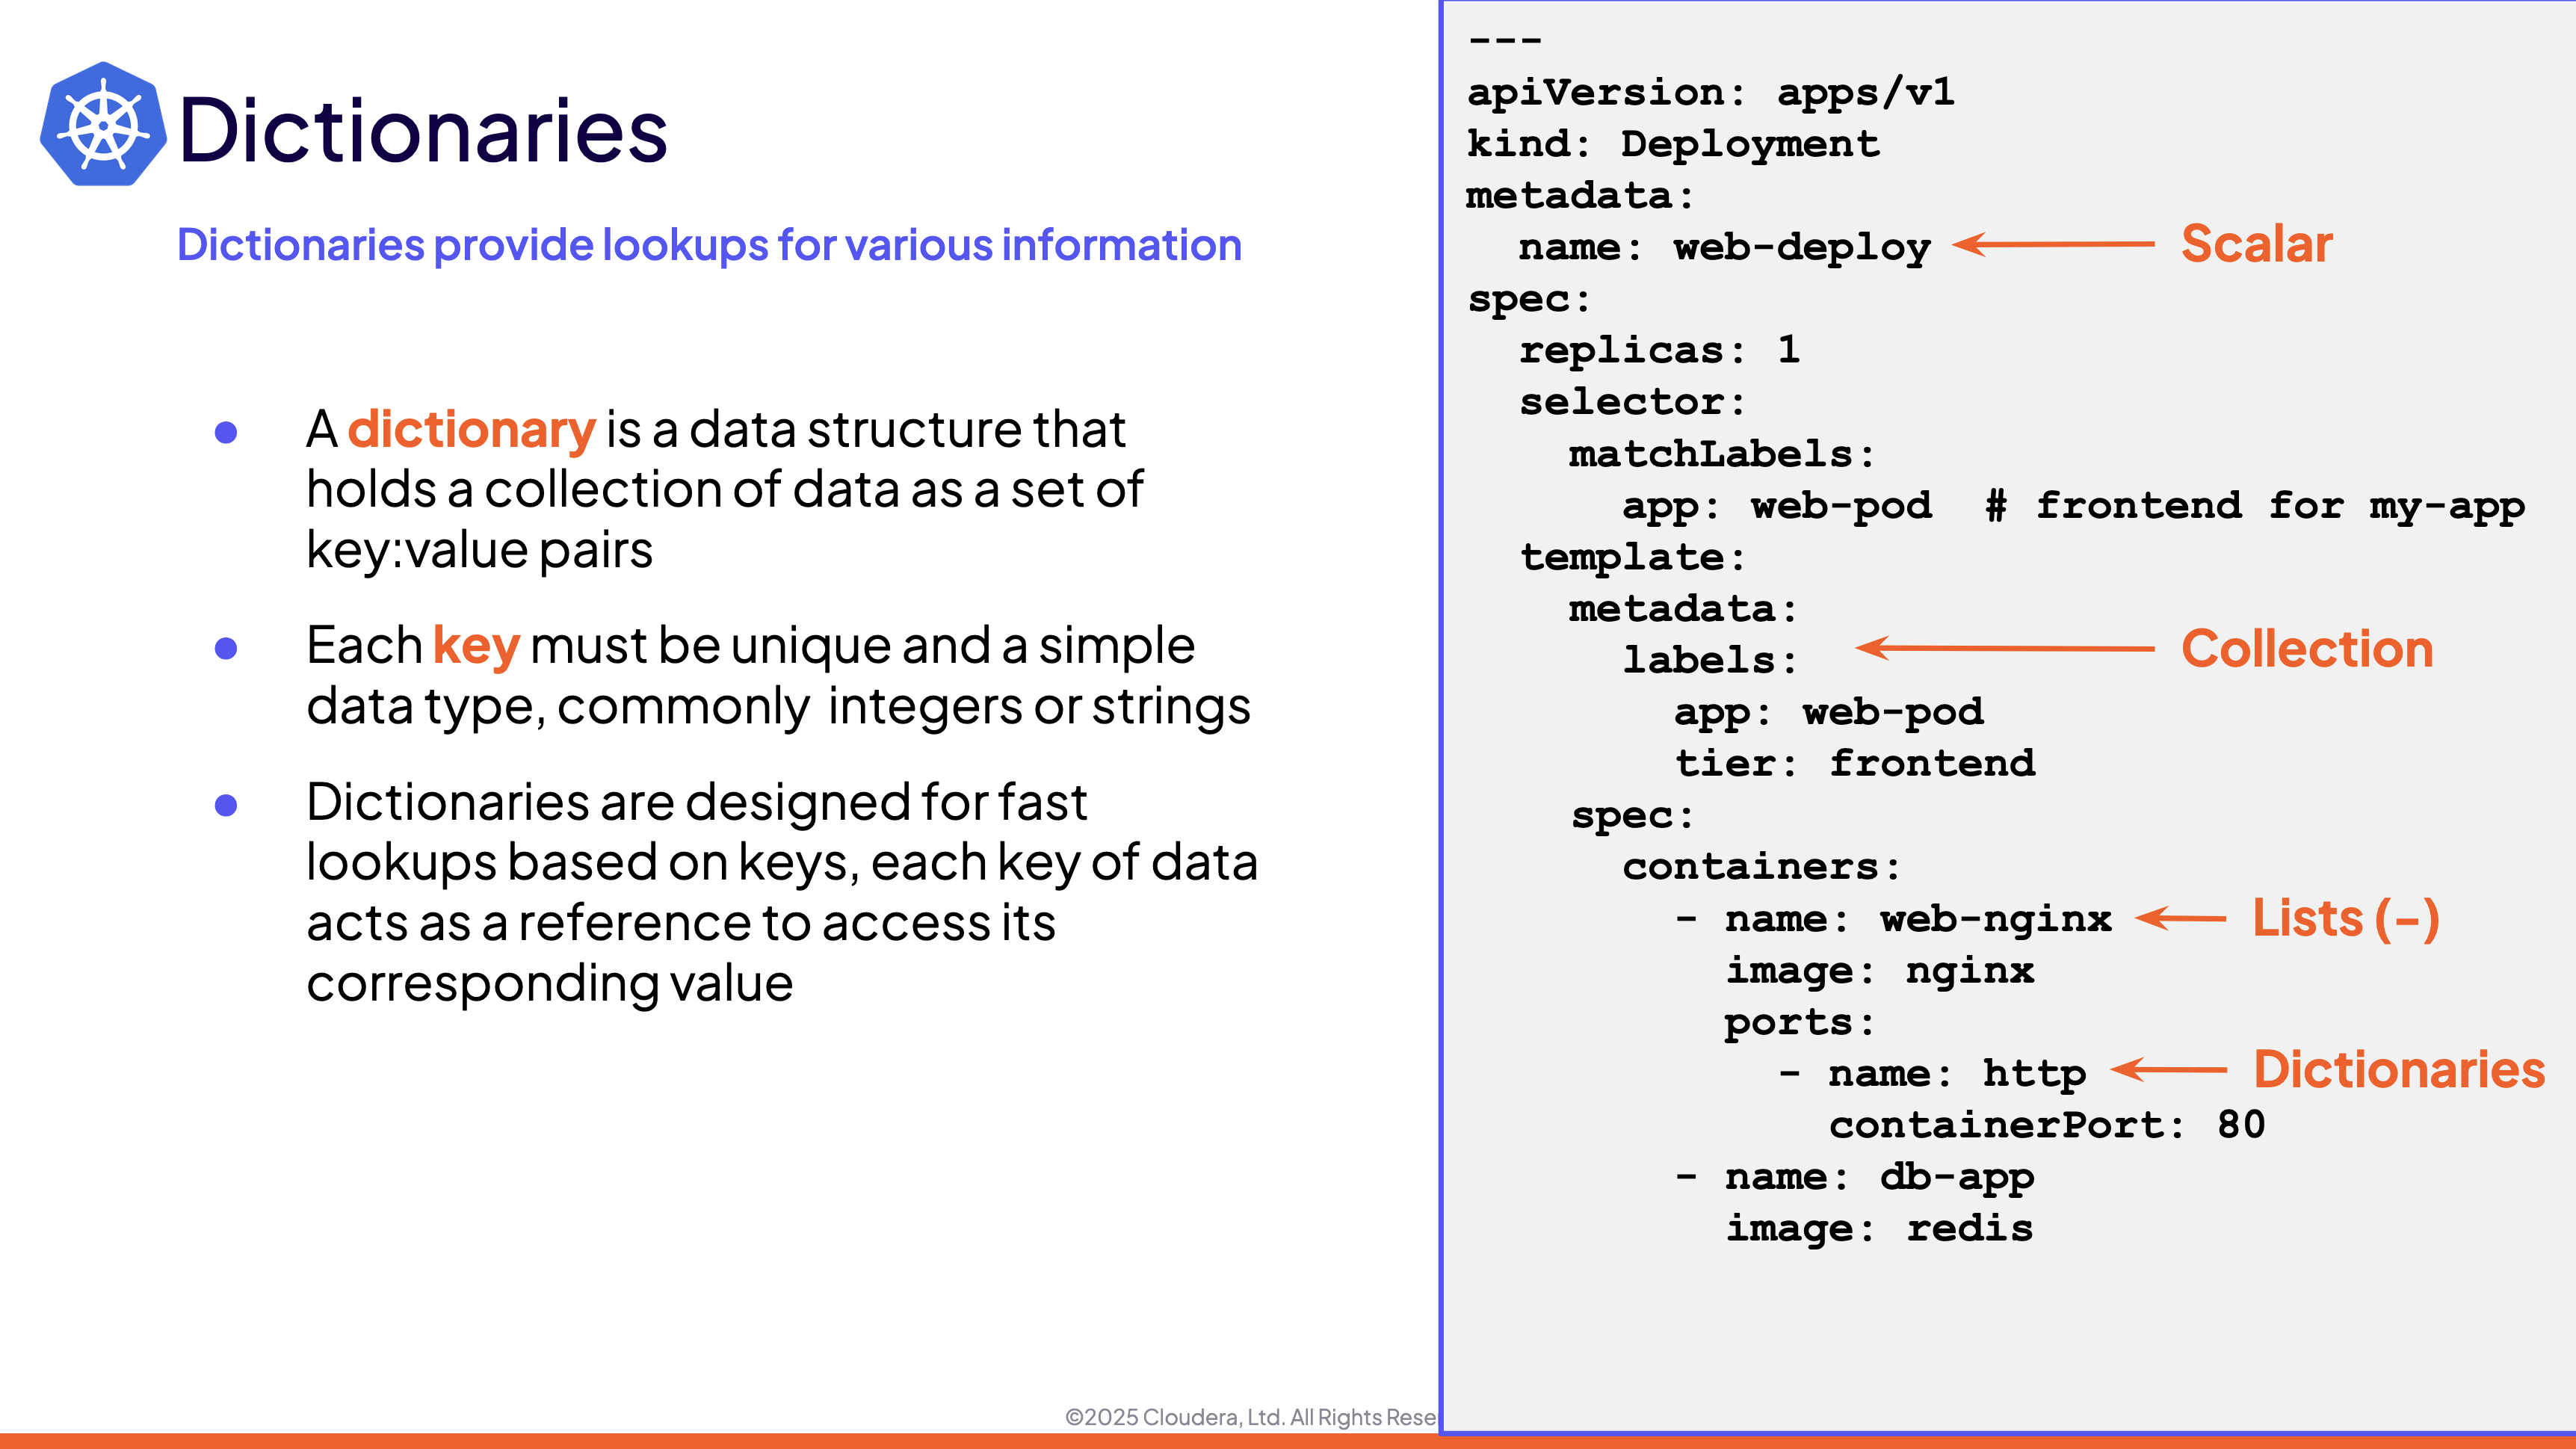 Dictionaries
Dictionaries provide lookups for various information
● A dictionary is a data structure that
holds a collection of data as a set of
key:value pairs
● Each key must be unique and a simple
data type, commonly  integers or strings
● Dictionaries are designed for fast
lookups based on keys, each key of data
acts as a reference to access its
corresponding value
---
apiVersion: apps/v1
kind: Deployment
metadata:
  name: web-deploy Scalar
spec:
  replicas: 1
  selector:
    matchLabels:
      app: web-pod  # frontend for my-app
  template:
    metadata:
      labels: Collection
        app: web-pod
        tier: frontend
    spec:
      containers:
        - name: web-nginx Lists (-)
          image: nginx
          ports:
            - name: http Dictionaries
              containerPort: 80
        - name: db-app
          image: redis
©2025 Cloudera, Ltd. All Rights Rese